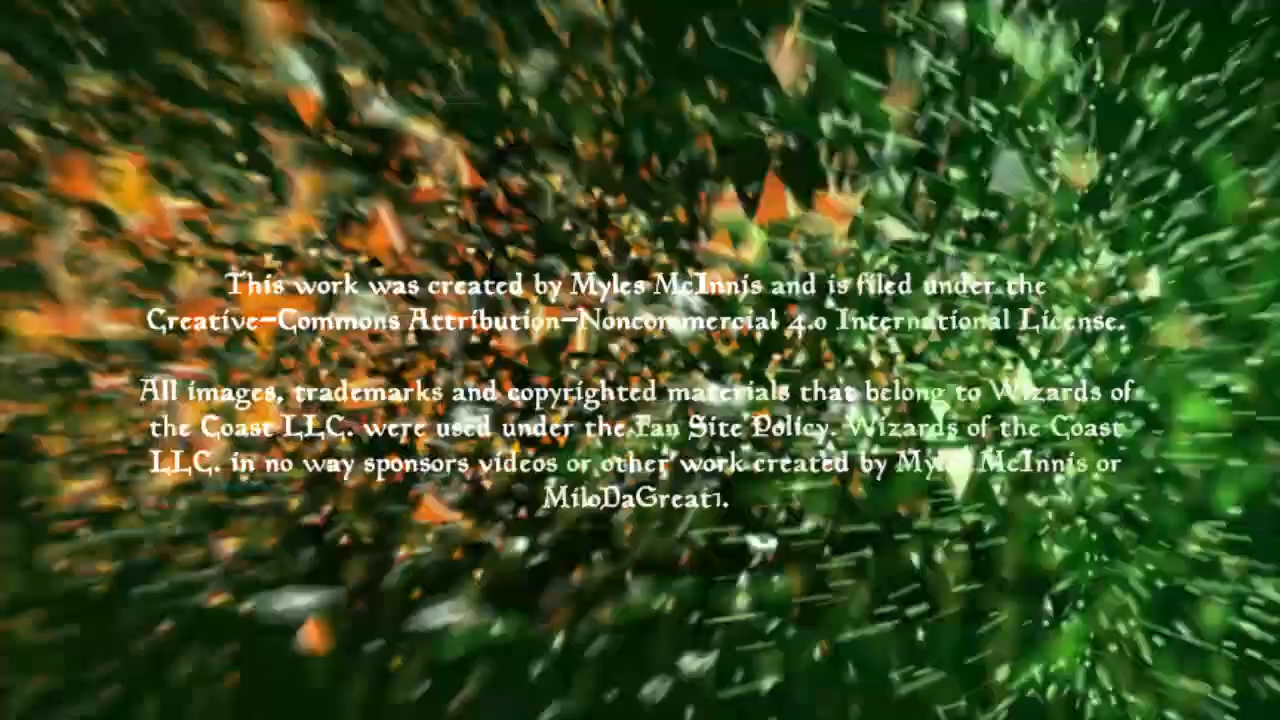 This work was created by Myles McInnis and is filed under the
Creative-Commons Attribution-Noncommercial 4.0 International License.
All images, trademarks and copyrighted materials that belong to Wizards of
the Coast LLC. were used under the Fan Site Policy. Wizards of the Coast
LLC. in no way sponsors videos or other work created by Myles McInnis or
MiloDaGreat1.